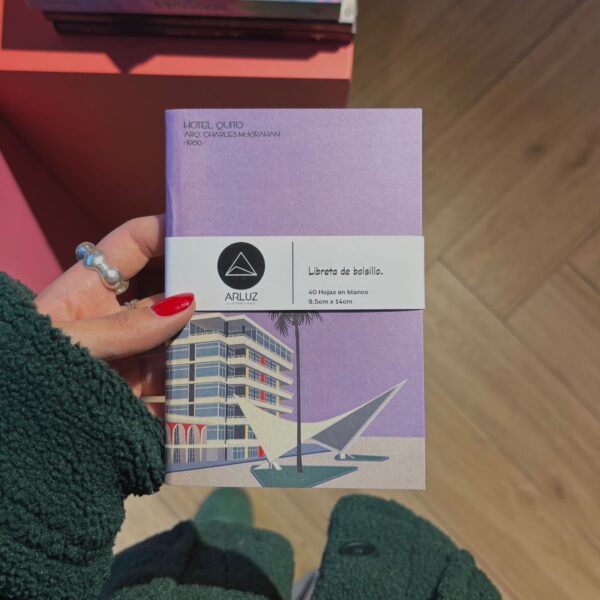 HOTEL QUITO
ARQ. CHARLES McKIRAHAN
-1960-
ARLUZ
Libreta de bolsillo.
40 Hojas en blanco
9.5cm x 14cm